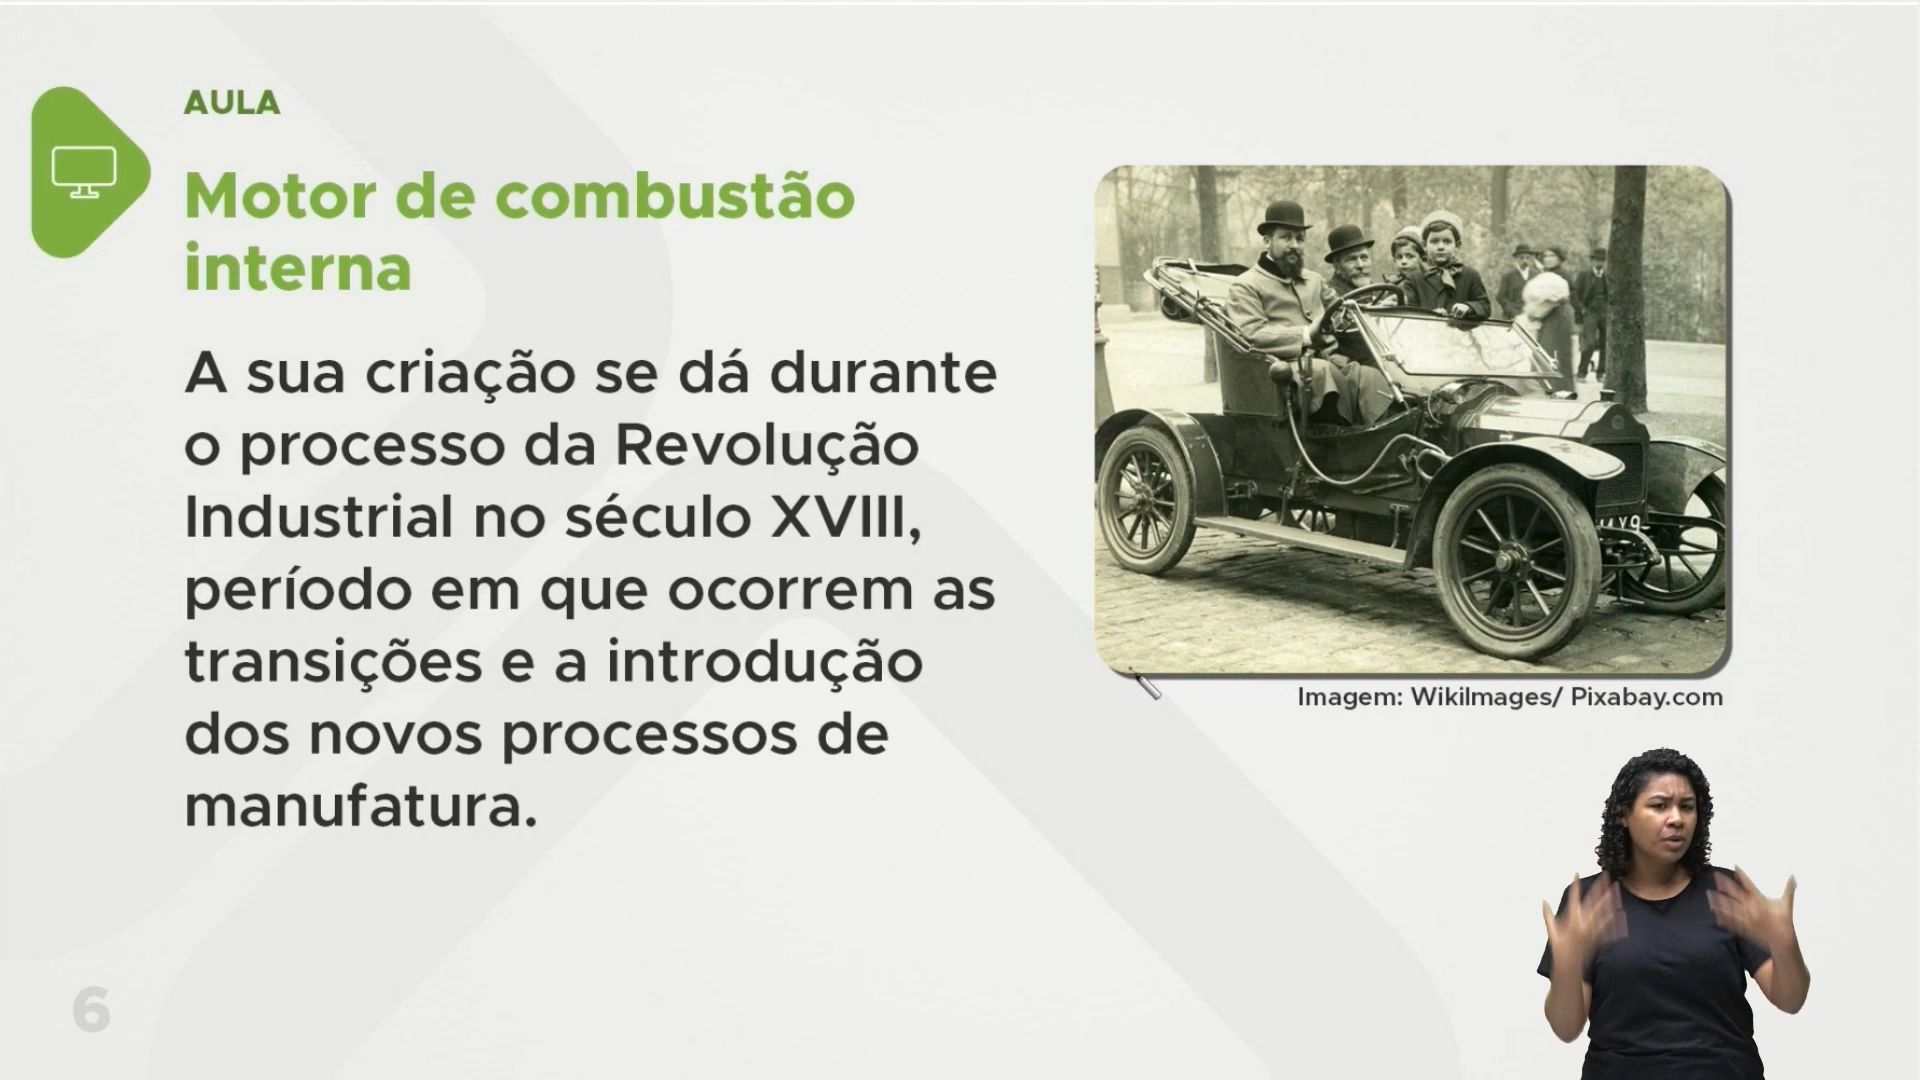 AULA
Motor de combustão
interna
A sua criação se dá durante
o processo da Revolução
Industrial no século XVIII,
período em que ocorrem as
transições e a introdução
dos novos processos de
manufatura.
Imagem: WikiImages/ Pixabay.com
6